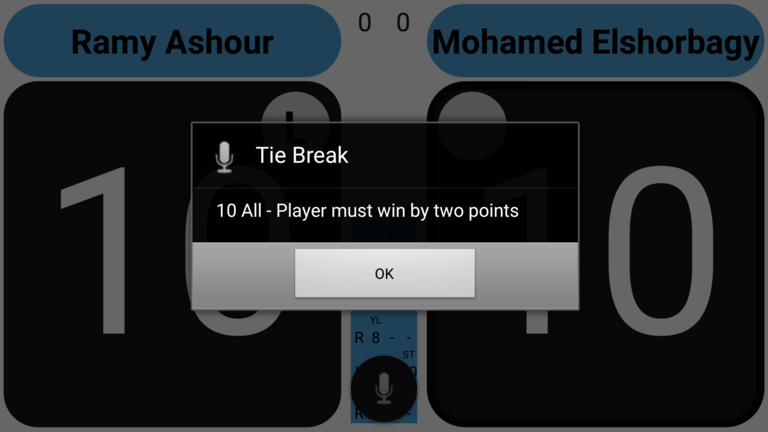 Ramy Ashour
0 0
Mohamed Elshorbagy
L
10
10
Tie Break
10 All - Player must win by two points
OK
YL
R 8 - -
ST